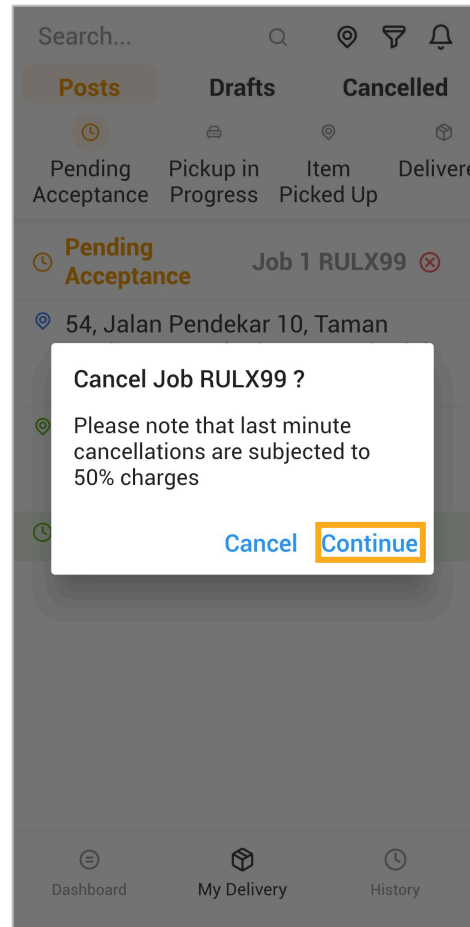 Search...
Posts Drafts Cancelled
Pending Acceptance
Pickup in Progress
Item Picked Up
Delivere
Pending Acceptance
Job 1 RULX99
54, Jalan Pendekar 10, Taman
Cancel Job RULX99 ?
Please note that last minute
cancellations are subjected to
50% charges
Cancel Continue
Dashboard My Delivery History